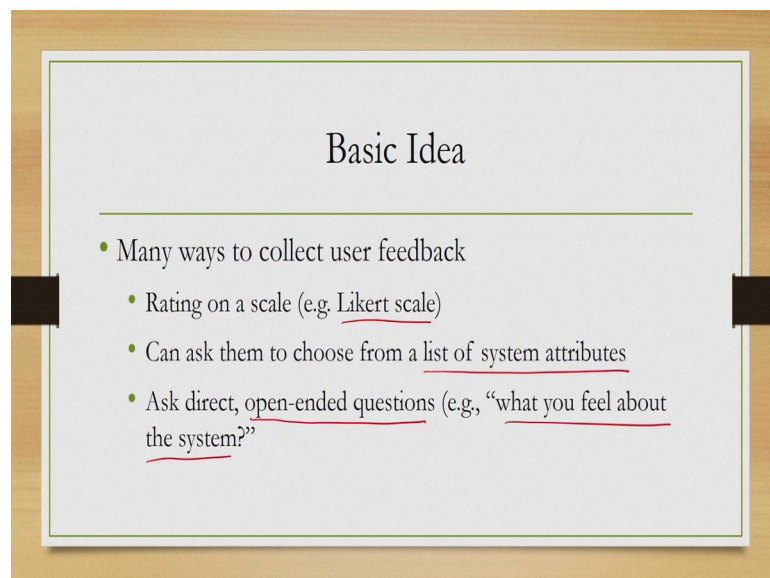 Basic Idea
• Many ways to collect user feedback
• Rating on a scale (e.g. Likert scale)
• Can ask them to choose from a list of system attributes
• Ask direct, open-ended questions (e.g., “what you feel about
the system?”